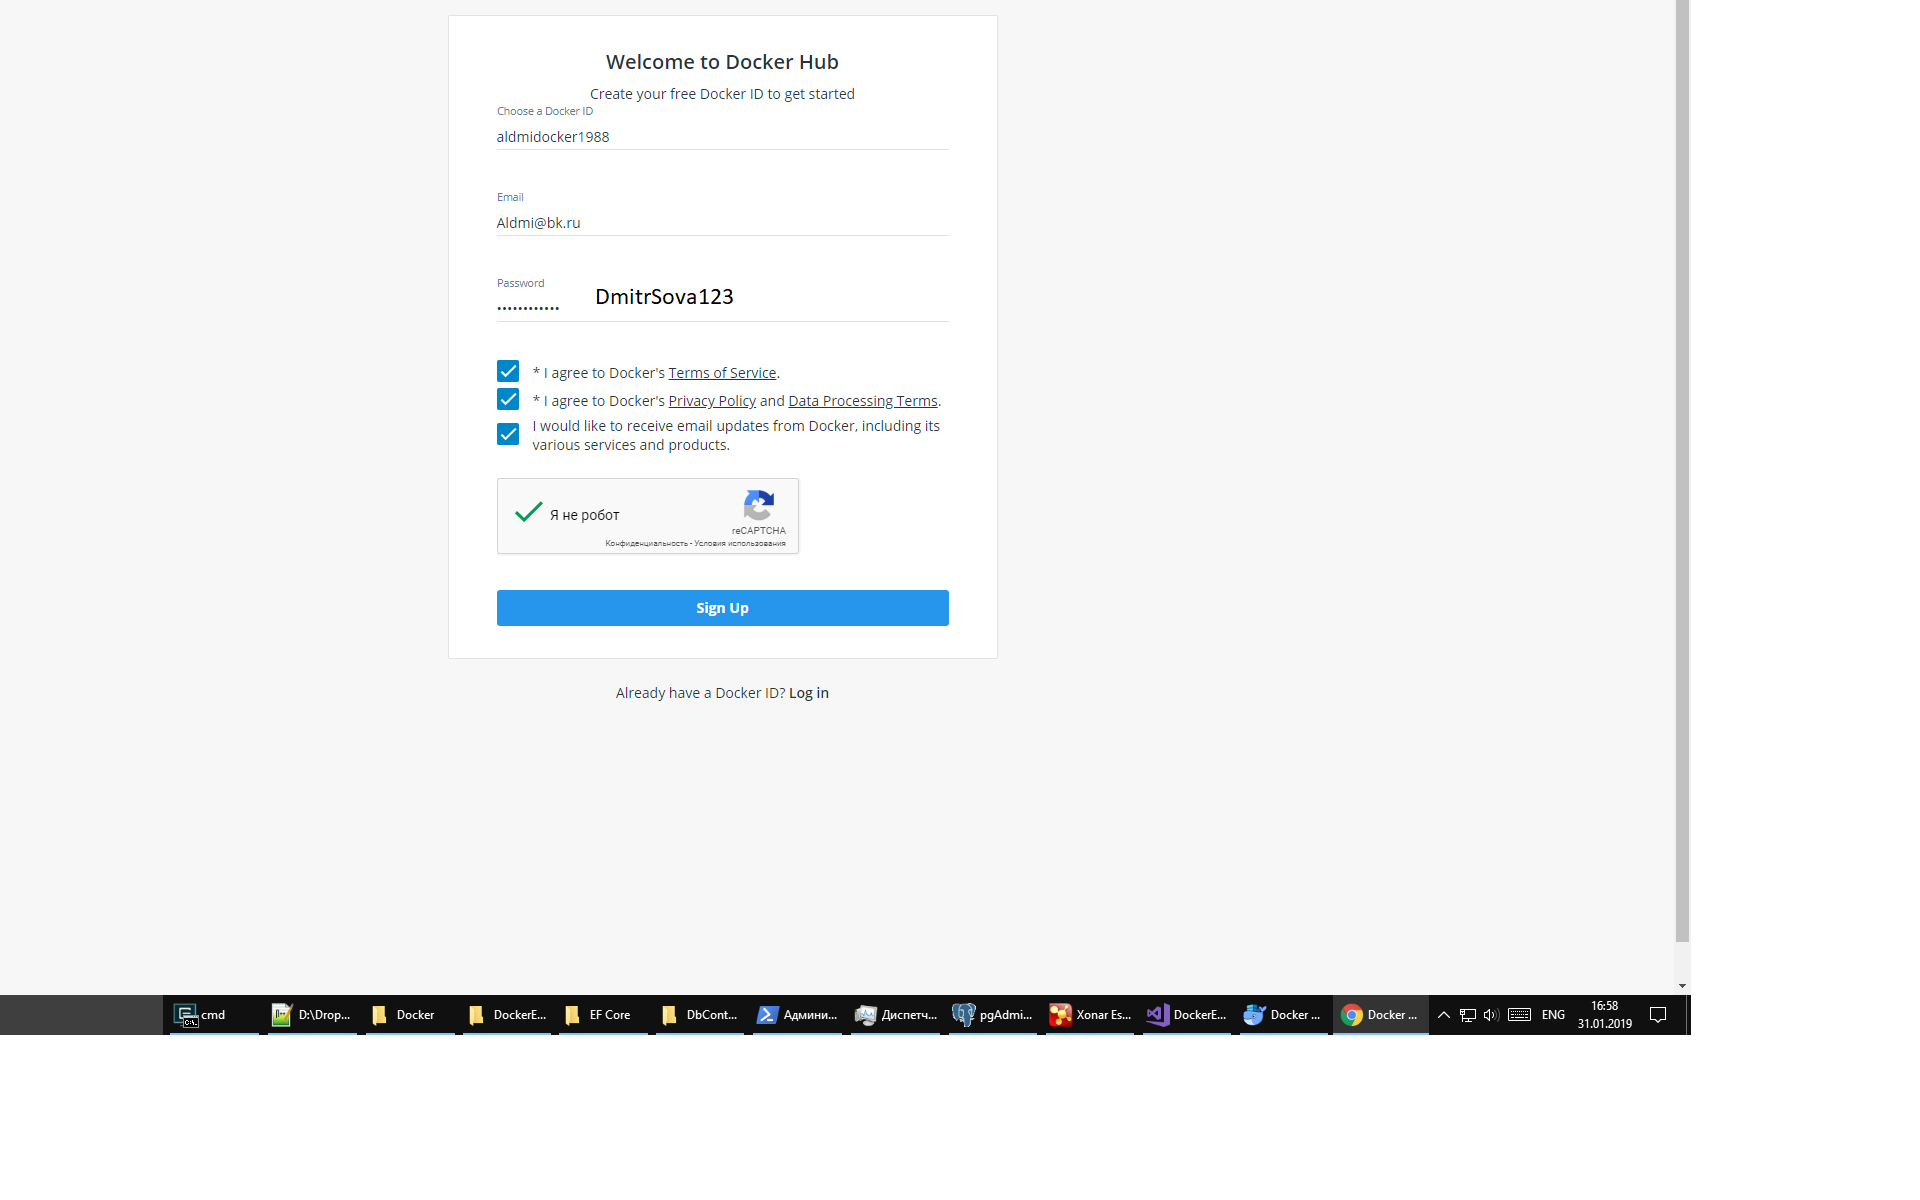 Welcome to Docker Hub
Create your free Docker ID to get started
Choose a Docker ID
aldmidocker1988
Email
Aldmi@bk.ru
Password
••••••••••••
DmitrSova123
* I agree to Docker's Terms of Service.
* I agree to Docker's Privacy Policy and Data Processing Terms.
I would like to receive email updates from Docker, including its
various services and products.
Я не робот
reCAPTCHA
Конфиденциальность - Условия использования
Sign Up
Already have a Docker ID? Log in
cmd
D:\Drop...
Docker
DockerE...
EF Core
DbCont...
Админи...
Диспетч...
pgAdmi...
Xonar Es...
DockerE...
Docker ...
Docker ...
ENG
16:58
31.01.2019